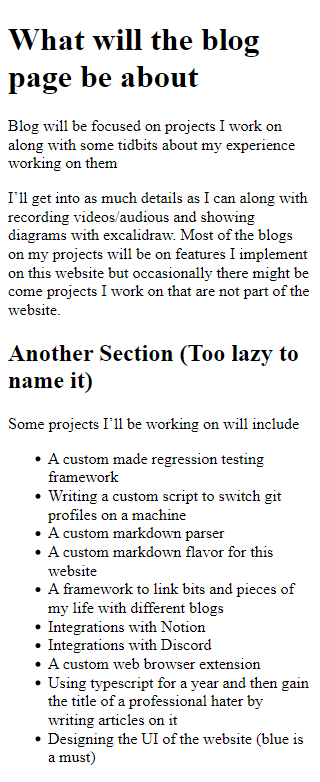 What will the blog
page be about
Blog will be focused on projects I work on
along with some tidbits about my experience
working on them
I’ll get into as much details as I can along with
recording videos/audious and showing
diagrams with excalidraw. Most of the blogs
on my projects will be on features I implement
on this website but occasionally there might be
come projects I work on that are not part of the
website.
Another Section (Too lazy to
name it)
Some projects I’ll be working on will include
• A custom made regression testing
framework
• Writing a custom script to switch git
profiles on a machine
• A custom markdown parser
• A custom markdown flavor for this
website
• A framework to link bits and pieces of
my life with different blogs
• Integrations with Notion
• Integrations with Discord
• A custom web browser extension
• Using typescript for a year and then gain
the title of a professional hater by
writing articles on it
• Designing the UI of the website (blue is
a must)